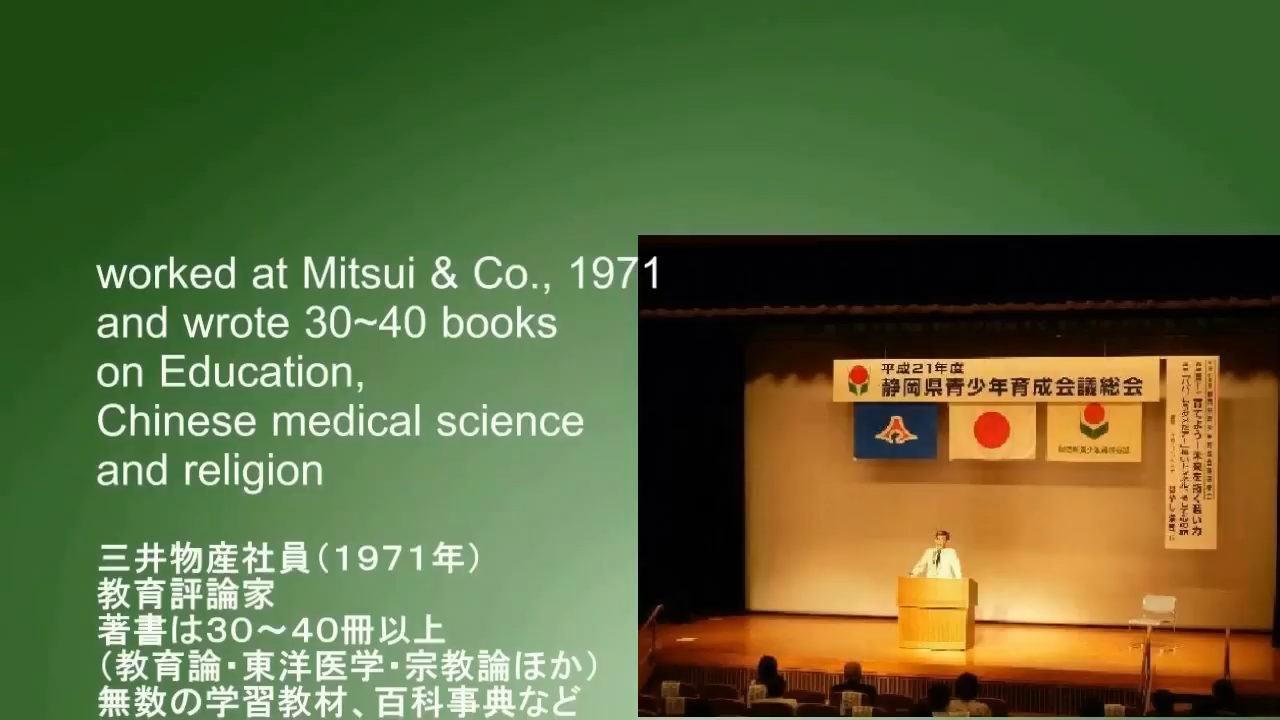 worked at Mitsui & Co., 1971
and wrote 30~40 books
on Education,
Chinese medical science
and religion
三井物産社員（1971年）
教育評論家
著書は30～40冊以上
（教育論・東洋医学・宗教論ほか）
無数の学習教材、百科事典など
平成21年度
静岡県青少年育成会議総会